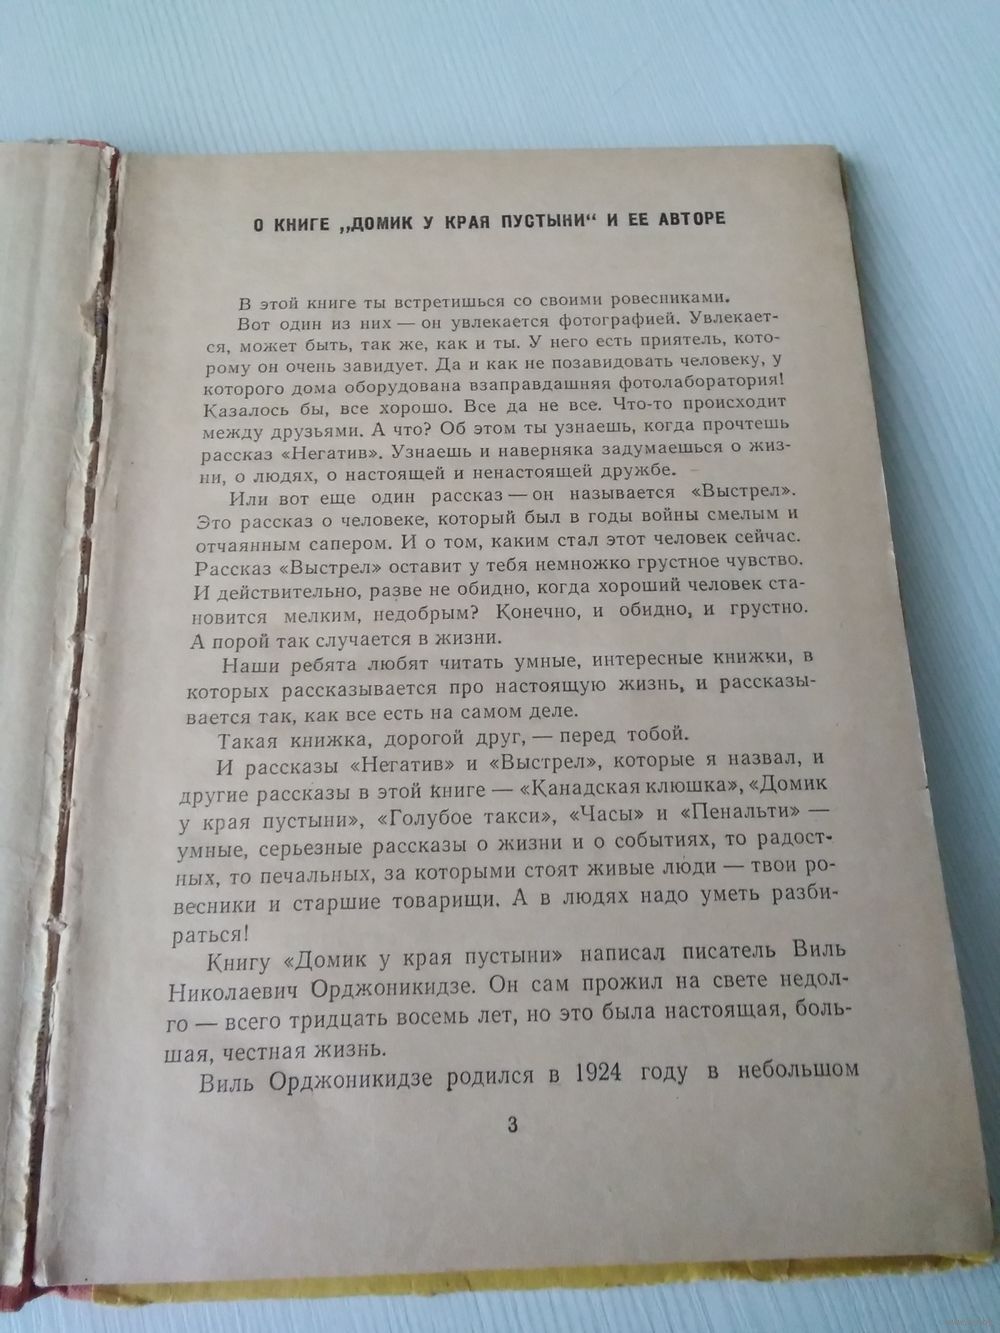 О КНИГЕ „ДОМИК У КРАЯ ПУСТЫНИ“ И ЕЕ АВТОРЕ
В этой книге ты встретишься со своими ровесниками.
Вот один из них — он увлекается фотографией. Увлекает-
ся, может быть, так же, как и ты. У него есть приятель, кото-
рому он очень завидует. Да и как не позавидовать человеку, у
которого дома оборудована взаправдашняя фотолаборатория!
Казалось бы, все хорошо. Все да не все. Что-то происходит
между друзьями. А что? Об этом ты узнаешь, когда прочтешь
рассказ «Негатив». Узнаешь и наверняка задумаешься о жиз-
ни, о людях, о настоящей и ненастоящей дружбе.
Или вот еще один рассказ — он называется «Выстрел».
Это рассказ о человеке, который был в годы войны смелым и
отчаянным сапером. И о том, каким стал этот человек сейчас.
Рассказ «Выстрел» оставит у тебя немножко грустное чувство.
И действительно, разве не обидно, когда хороший человек ста-
новится мелким, недобрым? Конечно, и обидно, и грустно.
А порой так случается в жизни.
Наши ребята любят читать умные, интересные книжки, в
которых рассказывается про настоящую жизнь, и рассказы-
вается так, как все есть на самом деле.
Такая книжка, дорогой друг, — перед тобой.
И рассказы «Негатив» и «Выстрел», которые я назвал, и
другие рассказы в этой книге — «Канадская клюшка», «Домик
у края пустыни», «Голубое такси», «Часы» и «Пенальти» —
умные, серьезные рассказы о жизни и о событиях, то радост-
ных, то печальных, за которыми стоят живые люди — твои ро-
весники и старшие товарищи. А в людях надо уметь разби-
раться!
Книгу «Домик у края пустыни» написал писатель Виль
Николаевич Орджоникидзе. Он сам прожил на свете недол-
го — всего тридцать восемь лет, но это была настоящая, боль-
шая, честная жизнь.
Виль Орджоникидзе родился в 1924 году в небольшом
3